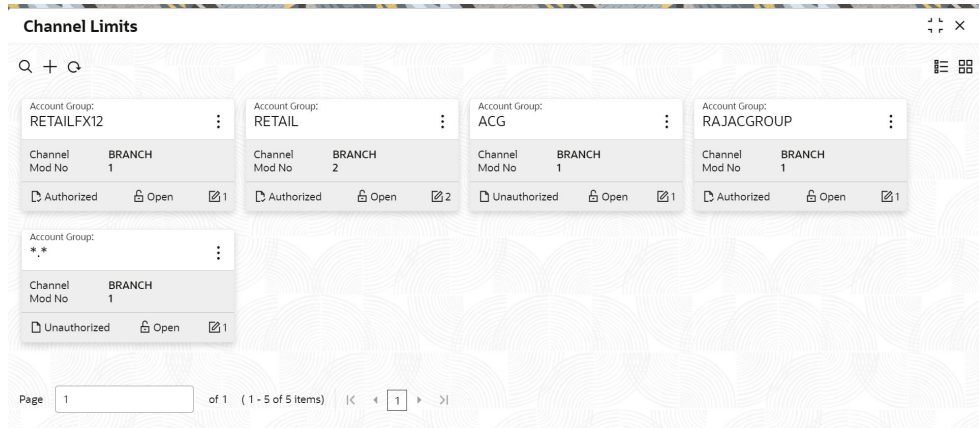 Channel Limits
Account Group:
RETAILFX12
Channel BRANCH
Mod No 1
Authorized Open 1
Account Group:
RETAIL
Channel BRANCH
Mod No 2
Authorized Open 2
Account Group:
ACG
Channel BRANCH
Mod No 1
Unauthorized Open 1
Account Group:
RAJACGROUP
Channel BRANCH
Mod No 1
Authorized Open 1
Account Group:
*.*
Channel BRANCH
Mod No 1
Unauthorized Open 1
Page 1 of 1 ( 1 - 5 of 5 items) 1